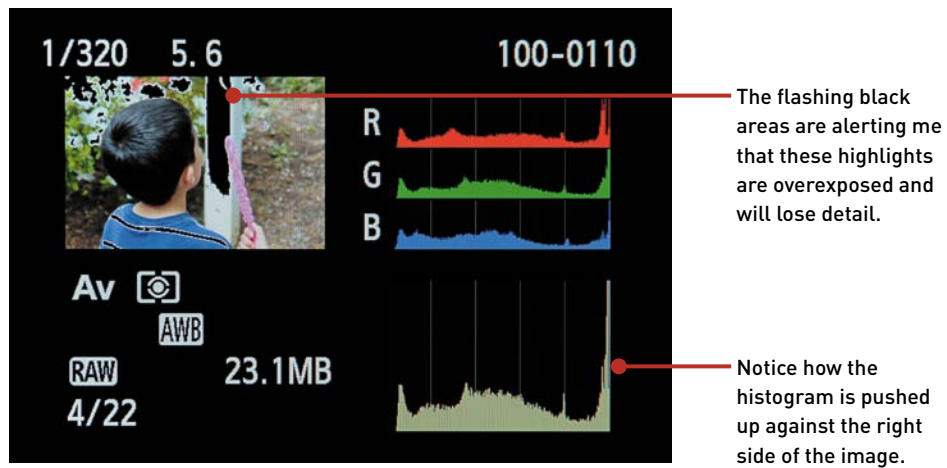 1/320 5.6 100-0110
R
G
B
Av
AWB
RAW 23.1MB
4/22
The flashing black
areas are alerting me
that these highlights
are overexposed and
will lose detail.
Notice how the
histogram is pushed
up against the right
side of the image.